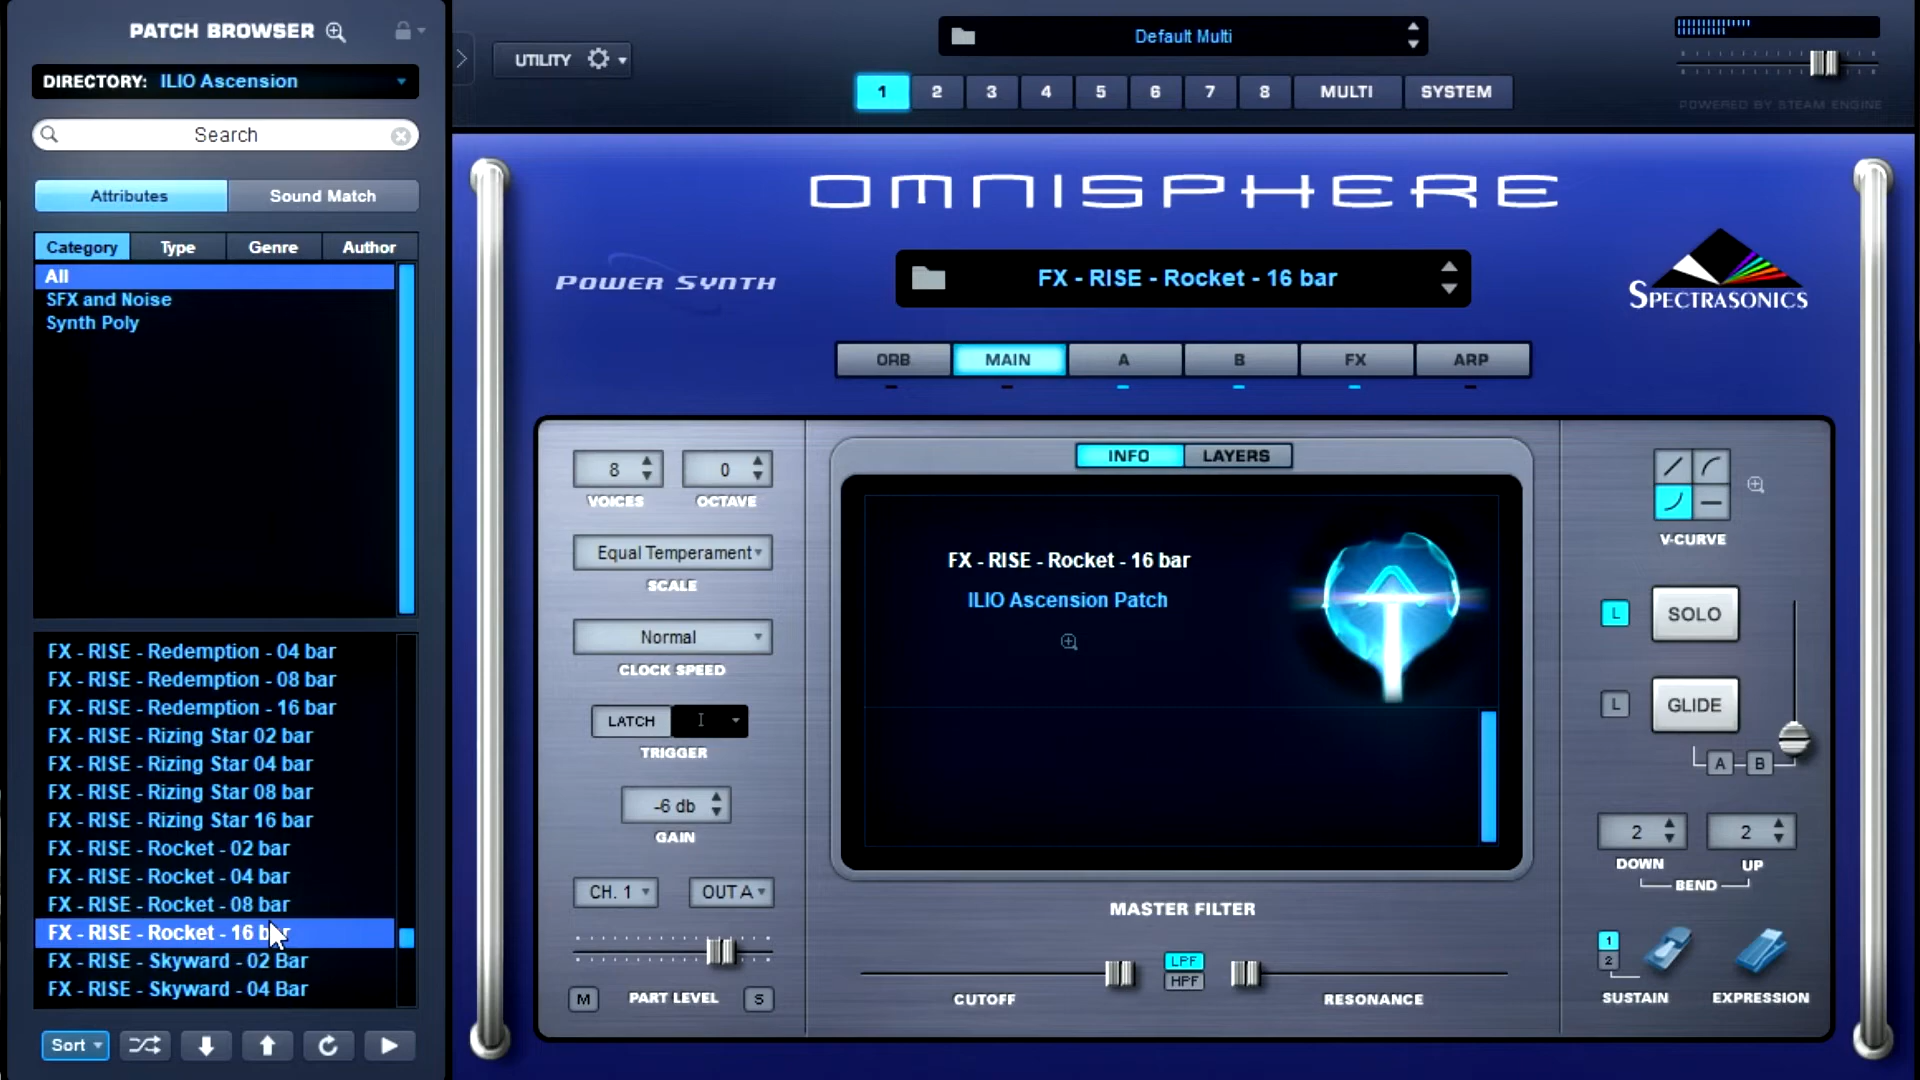 PATCH BROWSER
DIRECTORY: ILIO Ascension
Search
Attributes Sound Match
Category Type Genre Author
All
SFX and Noise
Synth Poly
FX - RISE - Redemption - 04 bar
FX - RISE - Redemption - 08 bar
FX - RISE - Redemption - 16 bar
FX - RISE - Rizing Star 02 bar
FX - RISE - Rizing Star 04 bar
FX - RISE - Rizing Star 08 bar
FX - RISE - Rizing Star 16 bar
FX - RISE - Rocket - 02 bar
FX - RISE - Rocket - 04 bar
FX - RISE - Rocket - 08 bar
FX - RISE - Rocket - 16 bar
FX - RISE - Skyward - 02 Bar
FX - RISE - Skyward - 04 Bar
Sort
UTILITY
Default Multi
1 2 3 4 5 6 7 8 MULTI SYSTEM
POWERED BY STEAM ENGINE
OMNISPHERE
POWER SYNTH
FX - RISE - Rocket - 16 bar
SPECTRASONICS
ORB MAIN A B FX ARP
8 0
VOICES OCTAVE
Equal Temperament
SCALE
Normal
CLOCK SPEED
LATCH
TRIGGER
-6 db
GAIN
CH. 1 OUT A
M PART LEVEL S
INFO LAYERS
FX - RISE - Rocket - 16 bar
ILIO Ascension Patch
MASTER FILTER
LPF
HPF
CUTOFF RESONANCE
V-CURVE
L SOLO
L GLIDE
A B
2 2
DOWN UP
BEND
1
2
SUSTAIN EXPRESSION